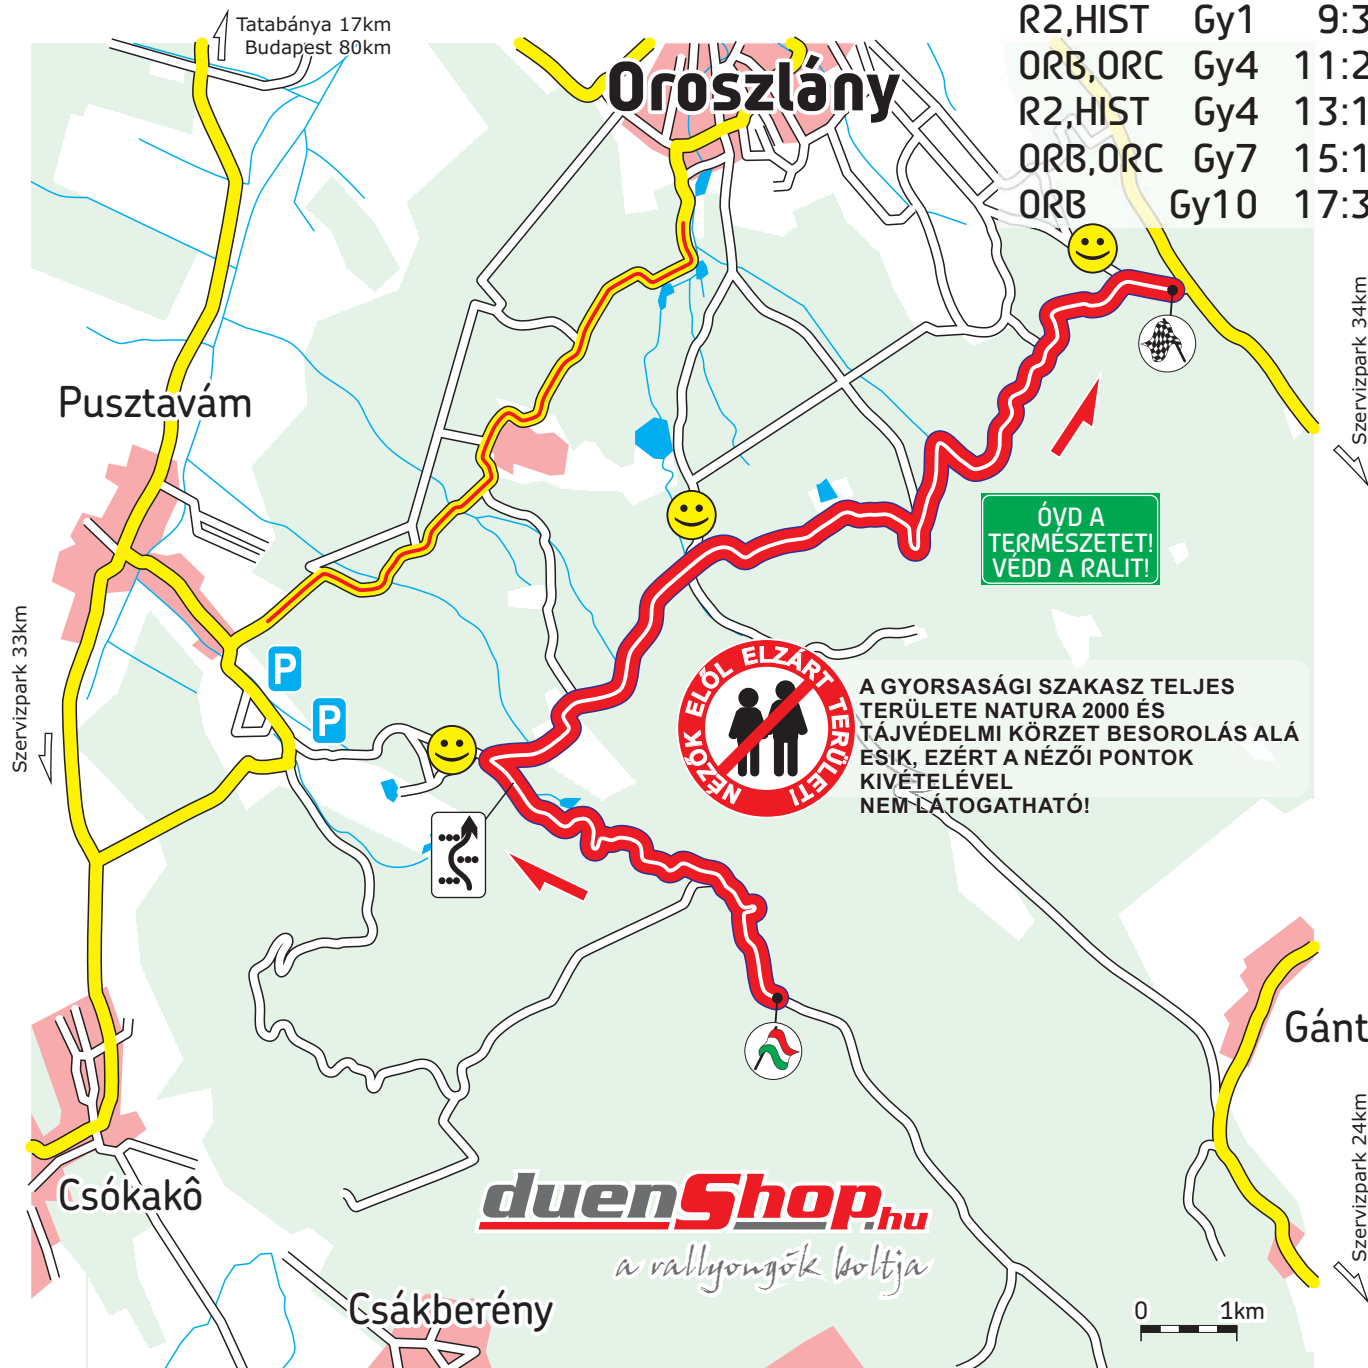 Tatabánya 17km
Budapest 80km
Oroszlány
R2,HIST Gy1 9:3
ORB,ORC Gy4 11:2
R2,HIST Gy4 13:1
ORB,ORC Gy7 15:1
ORB Gy10 17:3
Szervizpark 34km
Pusztavám
ÓVD A
TERMÉSZETET!
VÉDD A RALIT!
Szervizpark 33km
P
P
NÉZŐK ELŐL ELZÁRT TERÜLET!
A GYORSASÁGI SZAKASZ TELJES
TERÜLETE NATURA 2000 ÉS
TÁJVÉDELMI KÖRZET BESOROLÁS ALÁ
ESIK, EZÉRT A NÉZŐI PONTOK
KIVÉTELÉVEL
NEM LÁTOGATHATÓ!
Gánt
Szervizpark 24km
Csókakô
duenShop.hu
a rallyongők boltja
Csákberény
0 1km